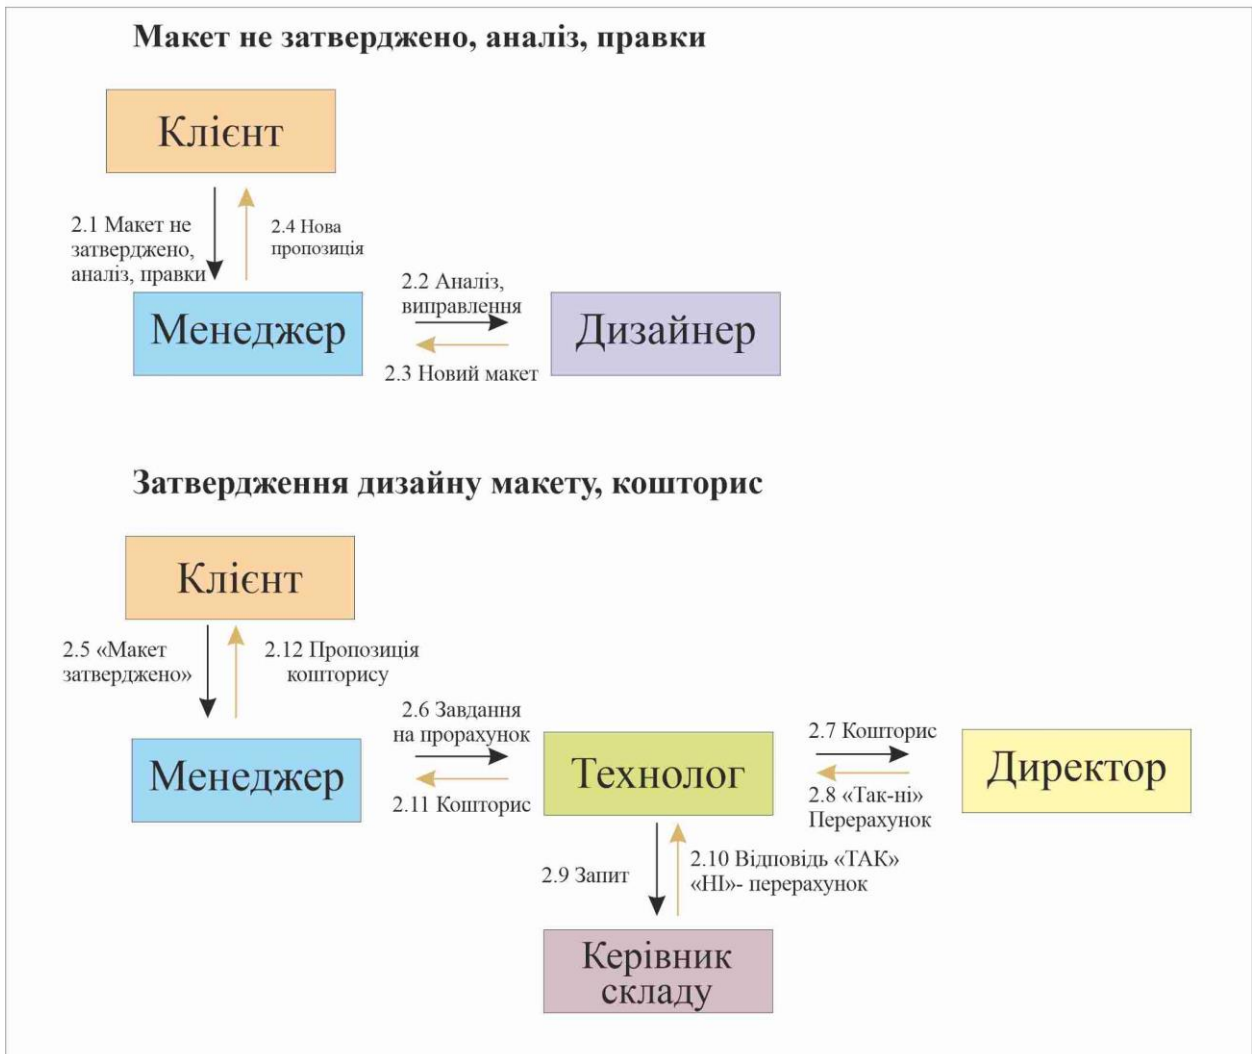 Макет не затверджено, аналіз, правки
Клієнт
2.1 Макет не
затверджено,
аналіз, правки
2.4 Нова
пропозиція
2.2 Аналіз,
виправлення
Менеджер
Дизайнер
2.3 Новий макет
Затвердження дизайну макету, кошторис
Клієнт
2.5 «Макет
затверджено»
2.12 Пропозиція
кошторису
2.6 Завдання
на прорахунок
2.7 Кошторис
Менеджер
Технолог
Директор
2.11 Кошторис
2.8 «Так-ні»
Перерахунок
2.9 Запит
2.10 Відповідь «ТАК»
«НІ»- перерахунок
Керівник
складу